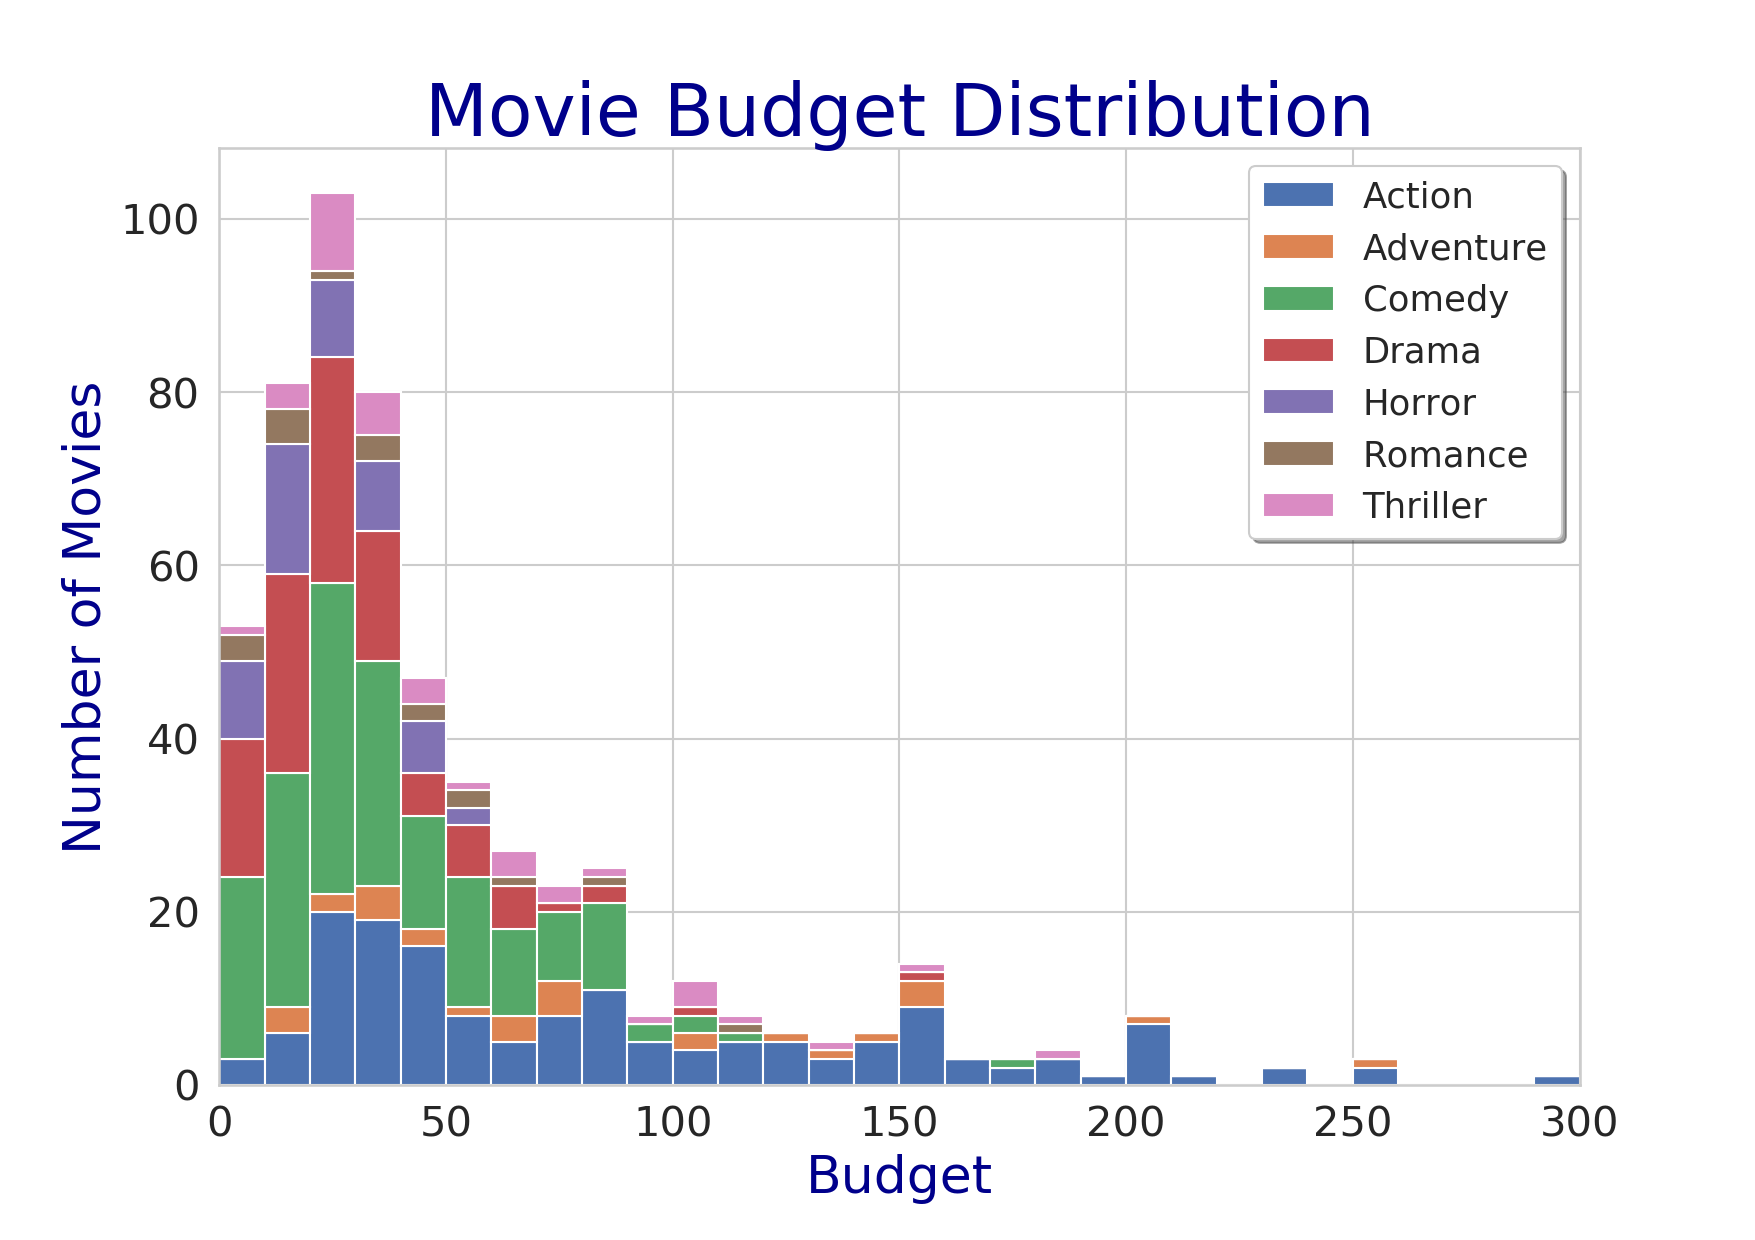 Movie Budget Distribution
Number of Movies
100
80
60
40
20
0
0 50 100 150 200 250 300
Budget
Action
Adventure
Comedy
Drama
Horror
Romance
Thriller